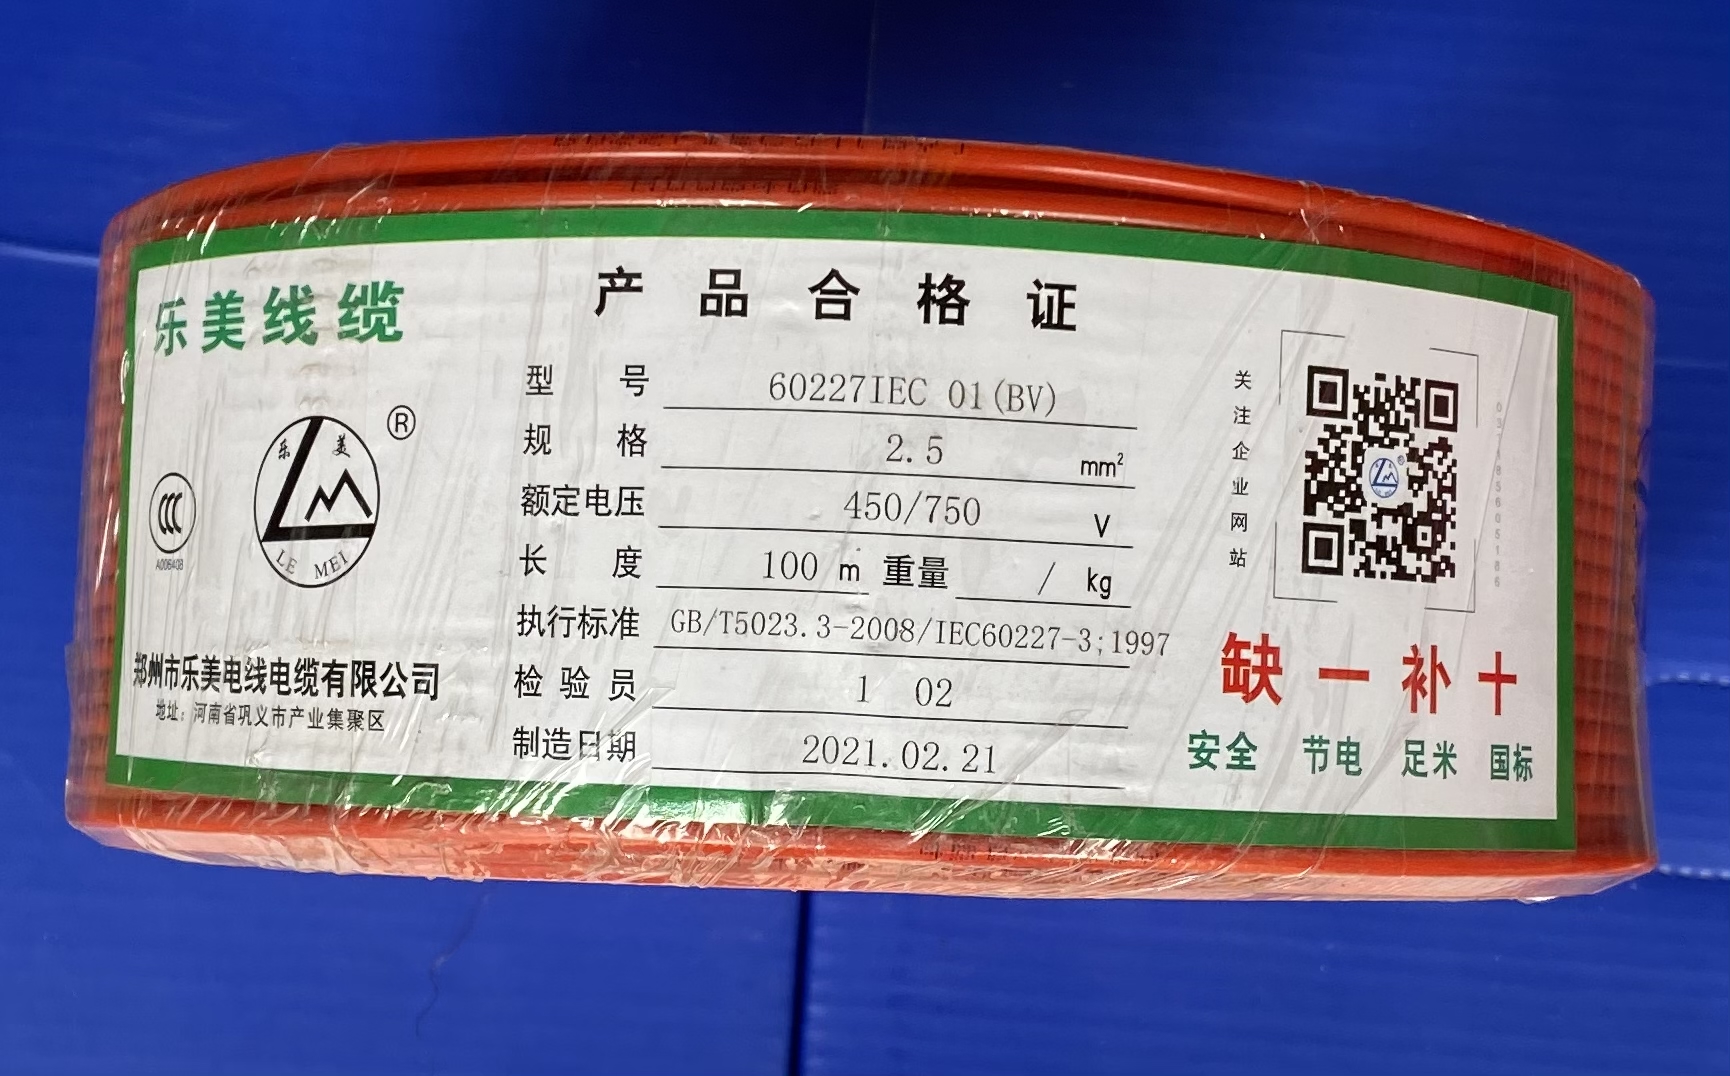 乐美线缆
乐 美
®
LE MEI
CCC
A006408
郑州市乐美电线电缆有限公司
地址：河南省巩义市产业集聚区
产品合格证
型号 60227IEC 01(BV)
规格 2.5 mm²
额定电压 450/750 V
长度 100 m 重量 / kg
执行标准 GB/T5023.3-2008/IEC60227-3;1997
检验员 1 02
制造日期 2021.02.21
关注企业网站
缺一补十
安全 节电 足米 国标